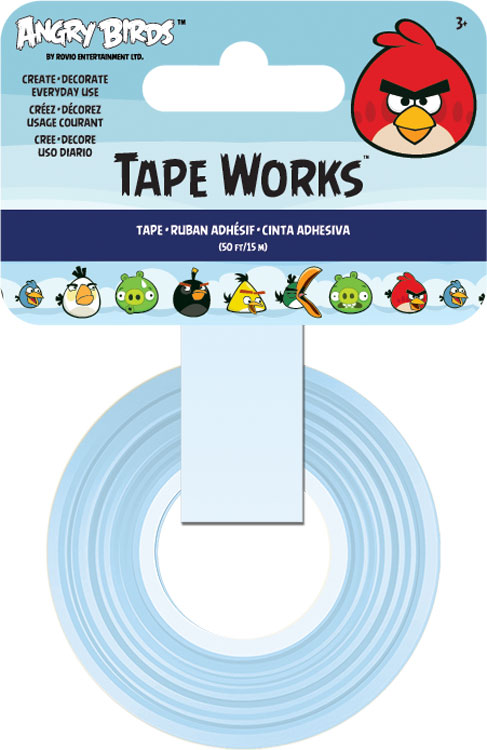 ANGRY BIRDS™
BY ROVIO ENTERTAINMENT LTD.
3+
CREATE • DECORATE
EVERYDAY USE
CRÉEZ • DÉCOREZ
USAGE COURANT
CREE • DECORE
USO DIARIO
TAPE WORKS™
TAPE • RUBAN ADHÉSIF • CINTA ADHESIVA
(50 FT/15 M)